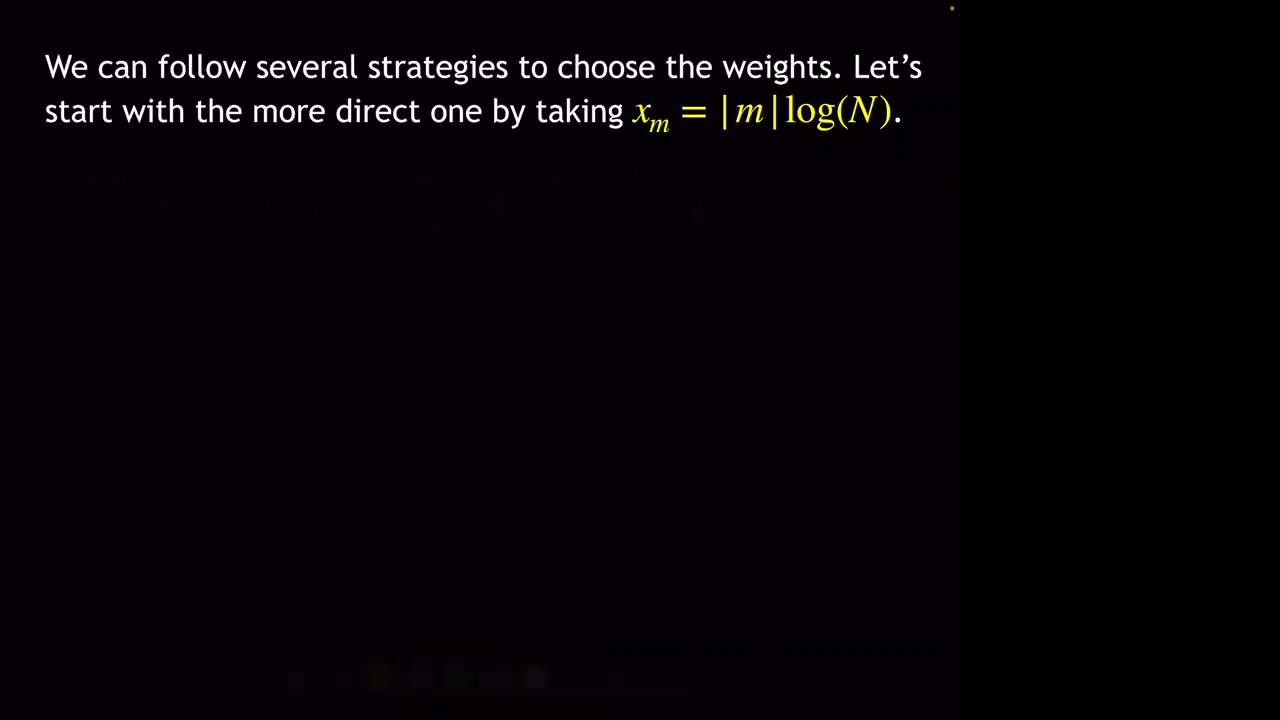 We can follow several strategies to choose the weights. Let’s
start with the more direct one by taking $x_m = |m| \log(N)$.